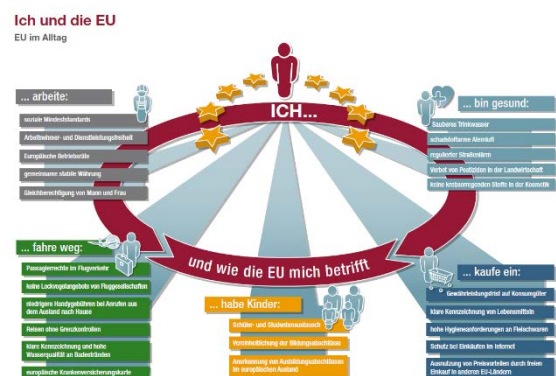 Ich und die EU
EU im Alltag
ICH...
... arbeite:
soziale Mindeststandards
Arbeitnehmer- und Dienstleistungsfreiheit
Europäische Betriebsräte
gemeinsame stabile Währung
Gleichberechtigung von Mann und Frau
... bin gesund:
Sauberes Trinkwasser
schadstoffarme Atemluft
regulierter Straßenlärm
Verbot von Pestiziden in der Landwirtschaft
keine krebserregenden Stoffe in der Kosmetik
und wie die EU mich betrifft
... fahre weg:
Passagierrechte im Flugverkehr
keine Lockvogelangebote von Fluggesellschaften
niedrigere Handygebühren bei Anrufen aus
dem Ausland nach Hause
Reisen ohne Grenzkontrollen
klare Kennzeichnung und hohe
Wasserqualität an Badestränden
europäische Krankenversicherungskarte
... habe Kinder:
Schüler- und Studentenaustausch
Vereinheitlichung der Bildungsabschlüsse
Anerkennung von Ausbildungsabschlüssen
im europäischen Ausland
... kaufe ein:
Gewährleistungsfrist auf Konsumgüter
klare Kennzeichnung von Lebensmitteln
hohe Hygieneanforderungen an Fleischwaren
Schutz bei Einkäufen im Internet
Ausnutzung von Preisvorteilen durch freien
Einkauf in anderen EU-Ländern